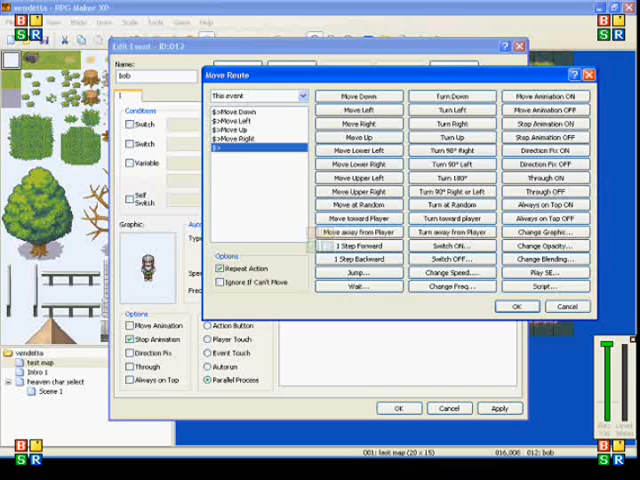 vendetta - RPG Maker XP
Edit Event - ID:012
Name:
bob
1
Conditions
Switch
Switch
Variable
Self Switch
Graphic:
Options
Move Animation
Stop Animation
Direction Fix
Through
Always on Top
Action Button
Player Touch
Event Touch
Autorun
Parallel Process
OK
Cancel
Apply
Move Route
This event
$>Move Down
$>Move Left
$>Move Up
$>Move Right
$>
Options
Repeat Action
Ignore If Can't Move
Move Down
Move Left
Move Right
Move Up
Move Lower Left
Move Lower Right
Move Upper Left
Move Upper Right
Move at Random
Move toward Player
Move away from Player
1 Step Forward
1 Step Backward
Jump...
Wait...
Turn Down
Turn Left
Turn Right
Turn Up
Turn 90° Right
Turn 90° Left
Turn 180°
Turn 90° Right or Left
Turn at Random
Turn toward player
Turn away from Player
Switch ON...
Switch OFF...
Change Speed...
Change Freq...
Move Animation ON
Move Animation OFF
Stop Animation ON
Stop Animation OFF
Direction Fix ON
Direction Fix OFF
Through ON
Through OFF
Always on Top ON
Always on Top OFF
Change Graphic...
Change Opacity...
Change Blending...
Play SE...
Script...
OK
Cancel
vendetta
test map
Intro 1
heaven char select
Scene 1
001: test map (20 x 15)
016,008
012: bob
B
S R
B
S R
B
S R
B
S R